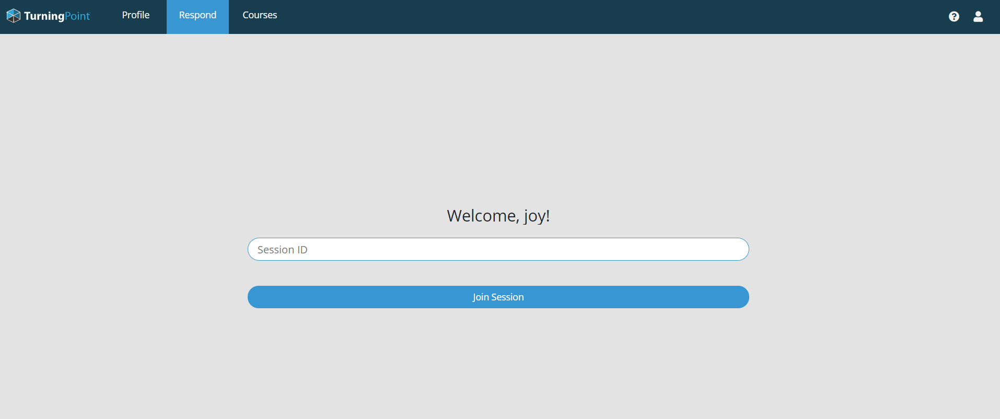 TurningPoint
Profile
Respond
Courses
Welcome, joy!
Session ID
Join Session